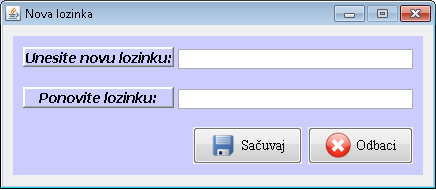 Nova lozinka
Unesite novu lozinku:
Ponovite lozinku:
Sačuvaj
Odbaci